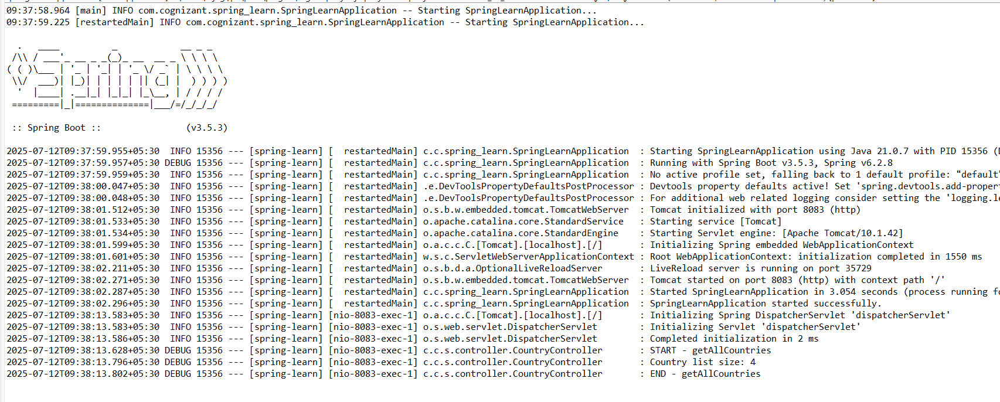 09:37:58.964 [main] INFO com.cognizant.spring_learn.SpringLearnApplication -- Starting SpringLearnApplication...
09:37:59.225 [restartedMain] INFO com.cognizant.spring_learn.SpringLearnApplication -- Starting SpringLearnApplication...
  .   ____          _            __ _ _
 /\\ / ___'_ __ _ _(_)_ __  __ _ \ \ \ \
( ( )\___ | '_ | '_| | '_ \/ _` | \ \ \ \
 \\/  ___)| |_)| | | | | || (_| |  ) ) ) )
  '  |____| .__|_| |_|_| |_\__, | / / / /
 =========|_|==============|___/=/_/_/_/
 :: Spring Boot ::                (v3.5.3)
2025-07-12T09:37:59.955+05:30  INFO 15356 --- [spring-learn] [  restartedMain] c.c.spring_learn.SpringLearnApplication  : Starting SpringLearnApplication using Java 21.0.7 with PID 15356 (
2025-07-12T09:37:59.957+05:30 DEBUG 15356 --- [spring-learn] [  restartedMain] c.c.spring_learn.SpringLearnApplication  : Running with Spring Boot v3.5.3, Spring v6.2.8
2025-07-12T09:37:59.959+05:30  INFO 15356 --- [spring-learn] [  restartedMain] c.c.spring_learn.SpringLearnApplication  : No active profile set, falling back to 1 default profile: "default"
2025-07-12T09:38:00.047+05:30  INFO 15356 --- [spring-learn] [  restartedMain] .e.DevToolsPropertyDefaultsPostProcessor : Devtools property defaults active! Set 'spring.devtools.add-proper
2025-07-12T09:38:00.048+05:30  INFO 15356 --- [spring-learn] [  restartedMain] .e.DevToolsPropertyDefaultsPostProcessor : For additional web related logging consider setting the 'logging.le
2025-07-12T09:38:01.512+05:30  INFO 15356 --- [spring-learn] [  restartedMain] o.s.b.w.embedded.tomcat.TomcatWebServer  : Tomcat initialized with port 8083 (http)
2025-07-12T09:38:01.533+05:30  INFO 15356 --- [spring-learn] [  restartedMain] o.apache.catalina.core.StandardService   : Starting service [Tomcat]
2025-07-12T09:38:01.534+05:30  INFO 15356 --- [spring-learn] [  restartedMain] o.apache.catalina.core.StandardEngine    : Starting Servlet engine: [Apache Tomcat/10.1.42]
2025-07-12T09:38:01.599+05:30  INFO 15356 --- [spring-learn] [  restartedMain] o.a.c.c.C.[Tomcat].[localhost].[/]       : Initializing Spring embedded WebApplicationContext
2025-07-12T09:38:01.601+05:30  INFO 15356 --- [spring-learn] [  restartedMain] w.s.c.ServletWebServerApplicationContext : Root WebApplicationContext: initialization completed in 1550 ms
2025-07-12T09:38:02.211+05:30  INFO 15356 --- [spring-learn] [  restartedMain] o.s.b.d.a.OptionalLiveReloadServer       : LiveReload server is running on port 35729
2025-07-12T09:38:02.271+05:30  INFO 15356 --- [spring-learn] [  restartedMain] o.s.b.w.embedded.tomcat.TomcatWebServer  : Tomcat started on port 8083 (http) with context path '/'
2025-07-12T09:38:02.287+05:30  INFO 15356 --- [spring-learn] [  restartedMain] c.c.spring_learn.SpringLearnApplication  : Started SpringLearnApplication in 3.054 seconds (process running fo
2025-07-12T09:38:02.296+05:30  INFO 15356 --- [spring-learn] [  restartedMain] c.c.spring_learn.SpringLearnApplication  : SpringLearnApplication started successfully.
2025-07-12T09:38:13.583+05:30  INFO 15356 --- [spring-learn] [nio-8083-exec-1] o.a.c.c.C.[Tomcat].[localhost].[/]       : Initializing Spring DispatcherServlet 'dispatcherServlet'
2025-07-12T09:38:13.583+05:30  INFO 15356 --- [spring-learn] [nio-8083-exec-1] o.s.web.servlet.DispatcherServlet        : Initializing Servlet 'dispatcherServlet'
2025-07-12T09:38:13.586+05:30  INFO 15356 --- [spring-learn] [nio-8083-exec-1] o.s.web.servlet.DispatcherServlet        : Completed initialization in 2 ms
2025-07-12T09:38:13.628+05:30 DEBUG 15356 --- [spring-learn] [nio-8083-exec-1] c.c.s.controller.CountryController       : START - getAllCountries
2025-07-12T09:38:13.796+05:30 DEBUG 15356 --- [spring-learn] [nio-8083-exec-1] c.c.s.controller.CountryController       : Country list size: 4
2025-07-12T09:38:13.802+05:30 DEBUG 15356 --- [spring-learn] [nio-8083-exec-1] c.c.s.controller.CountryController       : END - getAllCountries